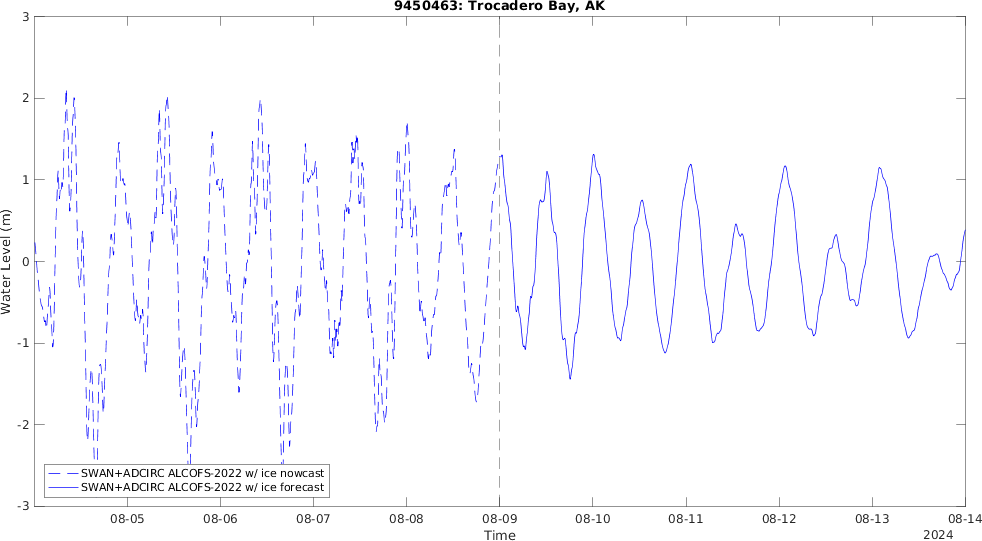 9450463: Trocadero Bay, AK
3
2
1
0
-1
-2
-3
Water Level (m)
SWAN+ADCIRC ALCOFS-2022 w/ ice nowcast
SWAN+ADCIRC ALCOFS-2022 w/ ice forecast
08-05 08-06 08-07 08-08 08-09 08-10 08-11 08-12 08-13 08-14
Time
2024